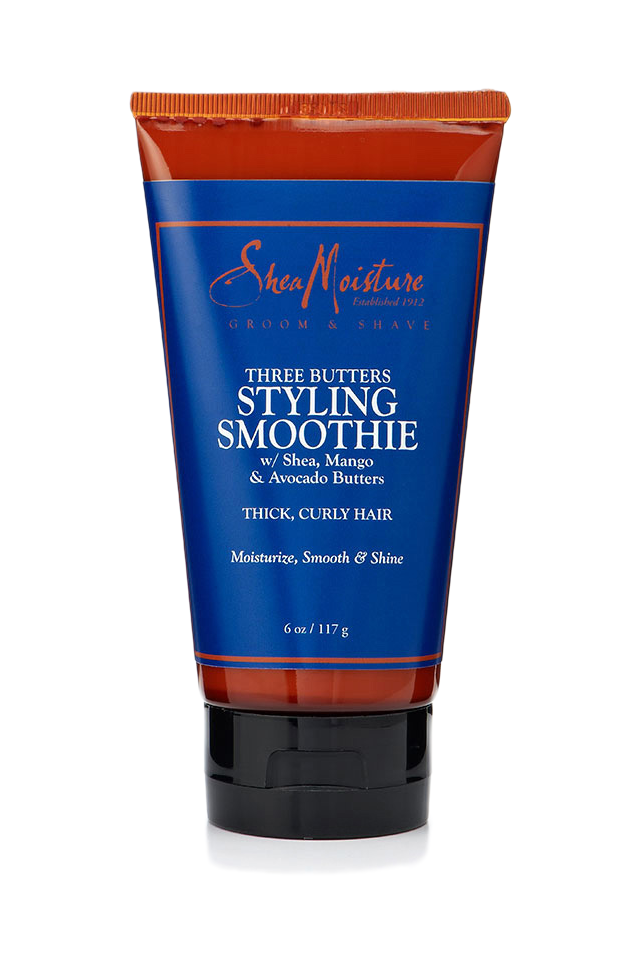 SheaMoisture
Established 1912
GROOM & SHAVE
THREE BUTTERS
STYLING
SMOOTHIE
w/ Shea, Mango
& Avocado Butters
THICK, CURLY HAIR
Moisturize, Smooth & Shine
6 oz / 117 g